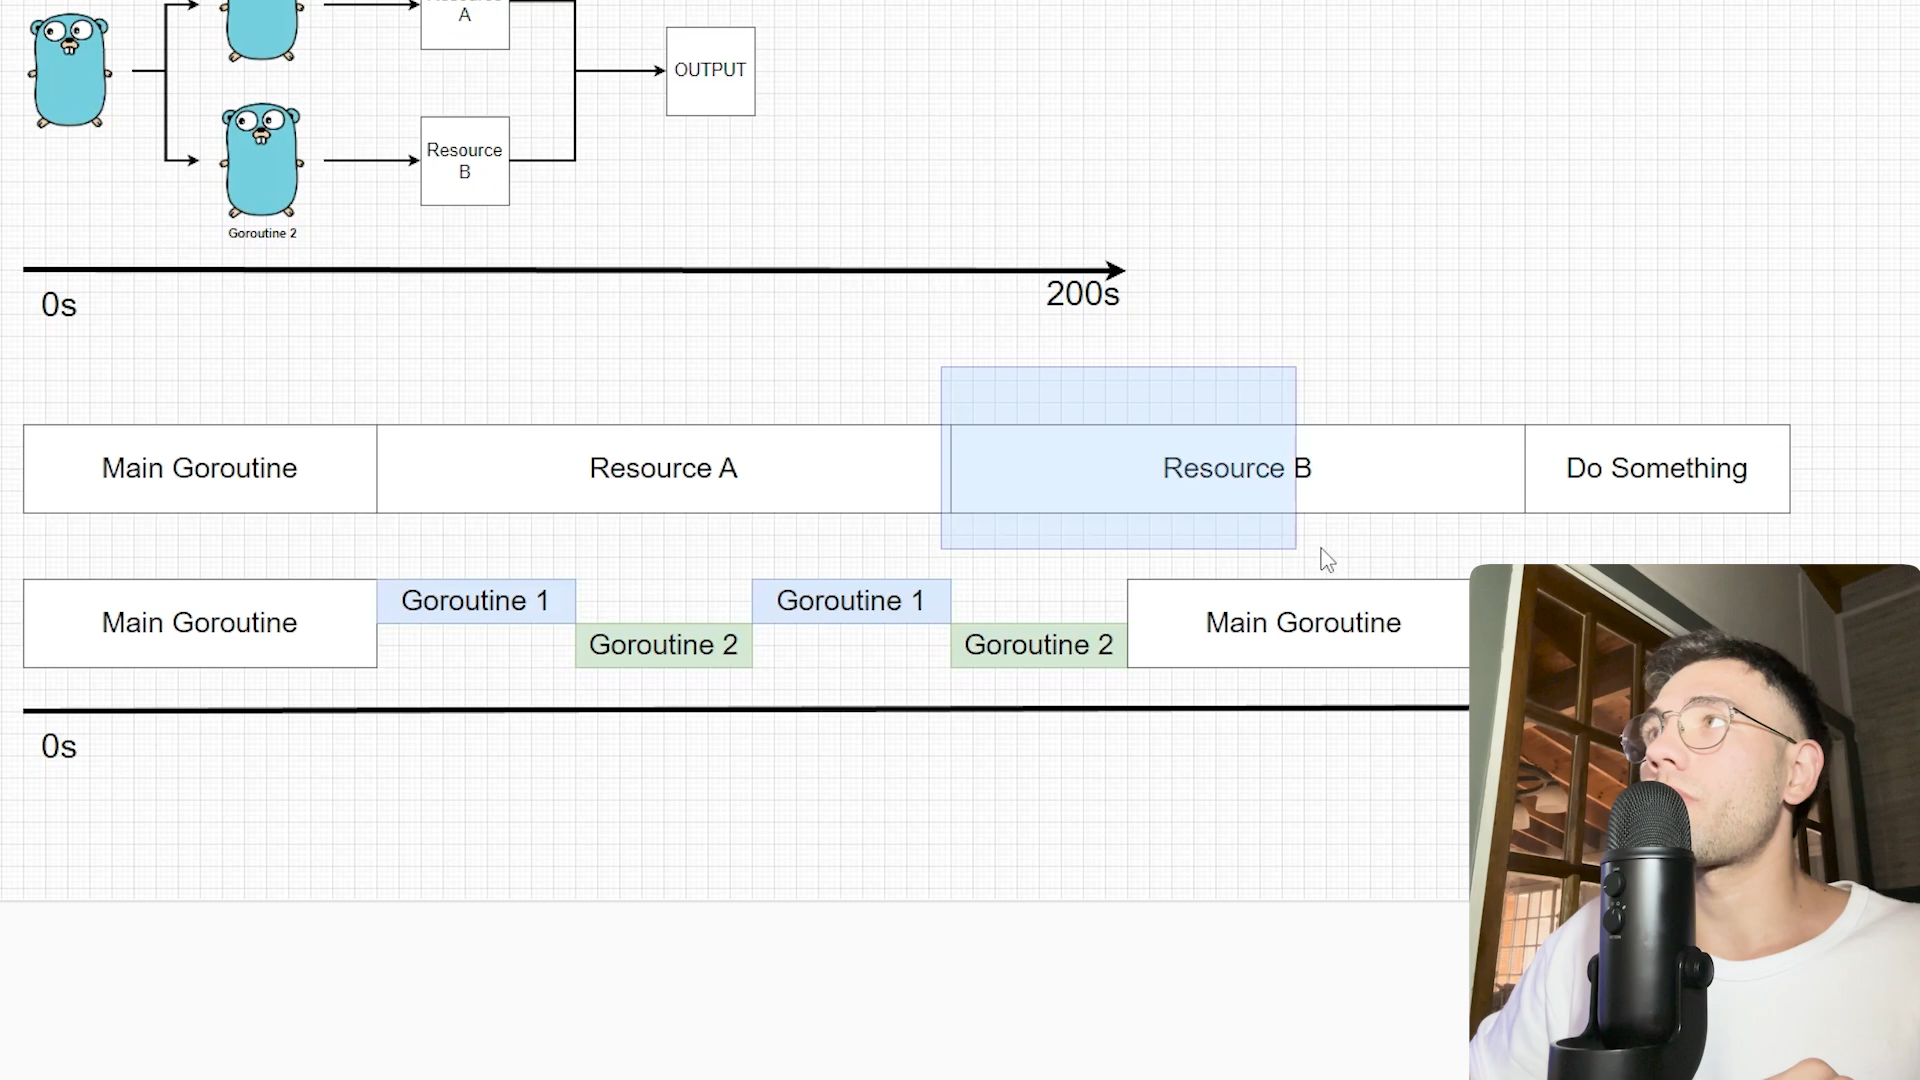 A
OUTPUT
Resource
B
Goroutine 2
0s
200s
Main Goroutine
Resource A
Resource B
Do Something
Main Goroutine
Goroutine 1
Goroutine 2
Goroutine 1
Goroutine 2
Main Goroutine
0s